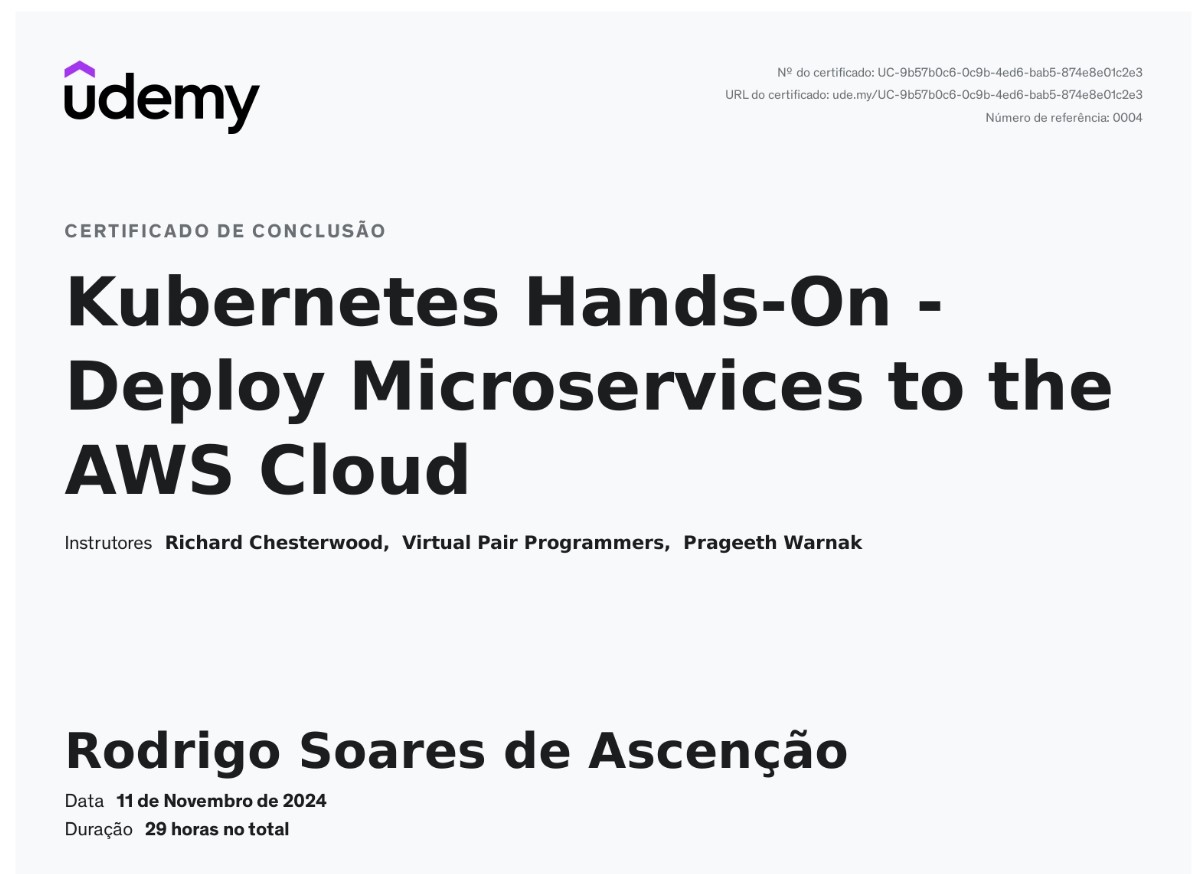 udemy
Nº do certificado: UC-9b57b0c6-0c9b-4ed6-bab5-874e8e01c2e3
URL do certificado: ude.my/UC-9b57b0c6-0c9b-4ed6-bab5-874e8e01c2e3
Número de referência: 0004
CERTIFICADO DE CONCLUSÃO
Kubernetes Hands-On -
Deploy Microservices to the
AWS Cloud
Instrutores Richard Chesterwood, Virtual Pair Programmers, Prageeth Warnak
Rodrigo Soares de Ascenção
Data 11 de Novembro de 2024
Duração 29 horas no total